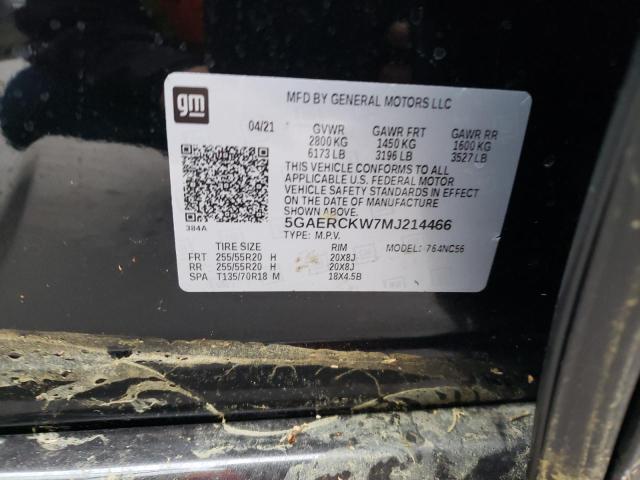 gm
MFD BY GENERAL MOTORS LLC
04/21 GVWR GAWR FRT GAWR RR
2800 KG 1450 KG 1600 KG
6173 LB 3196 LB 3527 LB
THIS VEHICLE CONFORMS TO ALL
APPLICABLE U.S. FEDERAL MOTOR
VEHICLE SAFETY STANDARDS IN EFFECT
ON THE DATE OF MANUFACTURE
SHOWN ABOVE.
384A
5GAERCKW7MJ214466
TYPE: M.P.V. MODEL: 764NC56
TIRE SIZE RIM
FRT 255/55R20 H 20X8J
RR 255/55R20 H 20X8J
SPA T135/70R18 M 18X4.5B